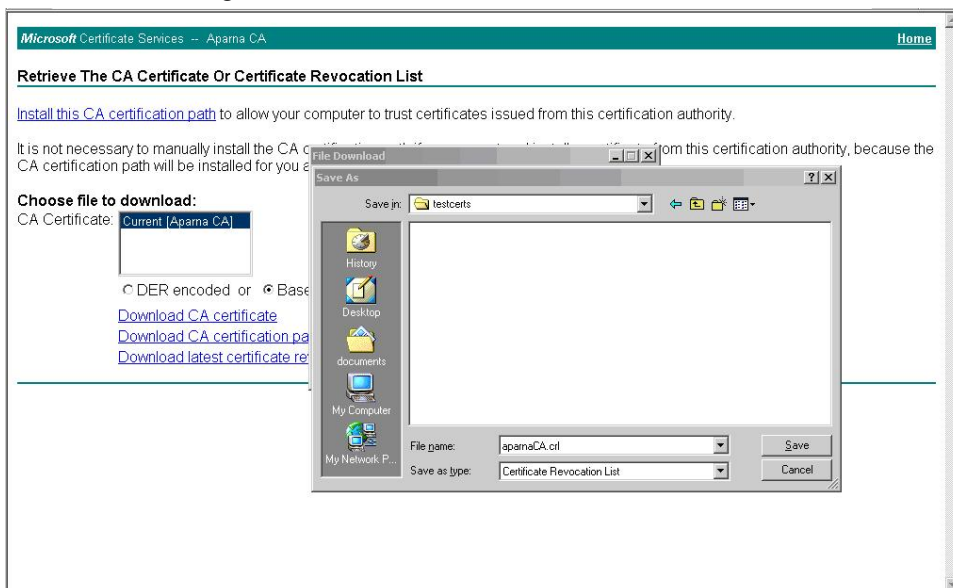 Microsoft Certificate Services -- Aparna CA Home
Retrieve The CA Certificate Or Certificate Revocation List
Install this CA certification path to allow your computer to trust certificates issued from this certification authority.
It is not necessary to manually install the CA from this certification authority, because the
CA certification path will be installed for you
Choose file to download:
CA Certificate: Current [Aparna CA]
DER encoded or Base
Download CA certificate
Download CA certification pa
Download latest certificate re
File Download
Save As
Save in: testcerts
History
Desktop
documents
My Computer
My Network P...
File name: aparnaCA.crl Save
Save as type: Certificate Revocation List Cancel